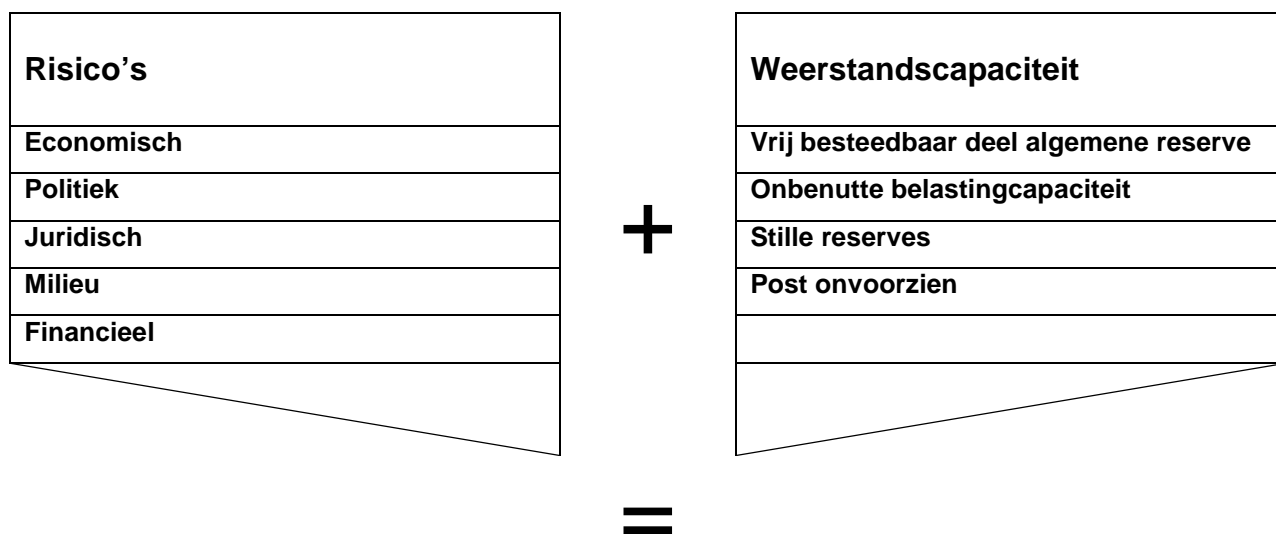 Risico’s
Economisch
Politiek
Juridisch
Milieu
Financieel
+
Weerstandscapaciteit
Vrij besteedbaar deel algemene reserve
Onbenutte belastingcapaciteit
Stille reserves
Post onvoorzien
=